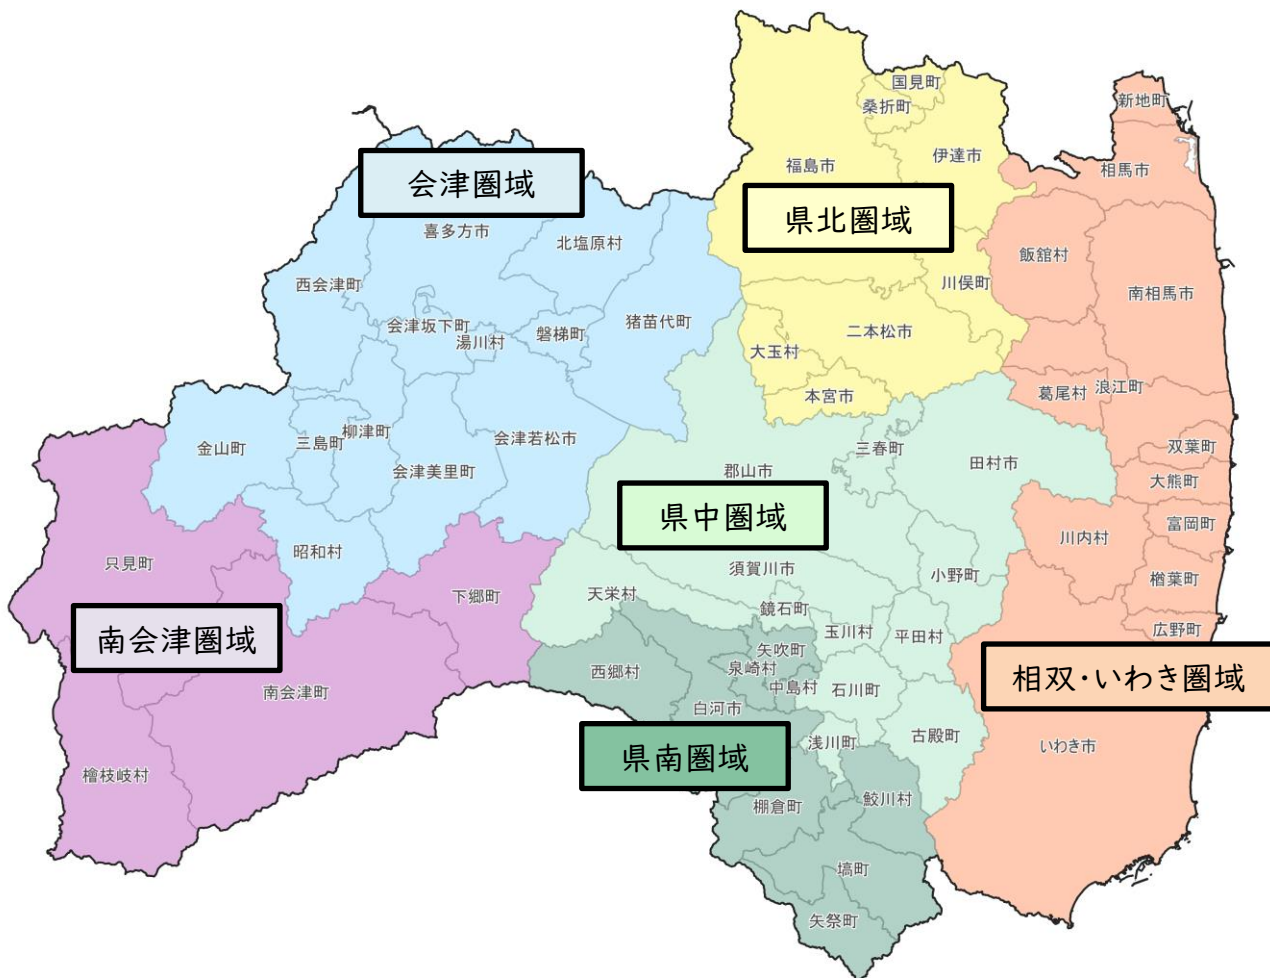 国見町
新地町
桑折町
伊達市
福島市
相馬市
会津圏域
県北圏域
喜多方市
北塩原村
飯舘村
西会津町
川俣町
南相馬市
会津坂下町
猪苗代町
磐梯町
二本松市
湯川村
大玉村
浪江町
葛尾村
本宮市
柳津町
会津若松市
三島町
金山町
三春町
双葉町
会津美里町
郡山市
田村市
大熊町
県中圏域
富岡町
川内村
昭和村
只見町
須賀川市
小野町
楢葉町
下郷町
天栄村
鏡石町
玉川村
広野町
南会津圏域
平田村
矢吹町
泉崎村
西郷村
相双・いわき圏域
南会津町
中島村
石川町
白河市
古殿町
浅川町
いわき市
県南圏域
檜枝岐村
鮫川村
棚倉町
塙町
矢祭町